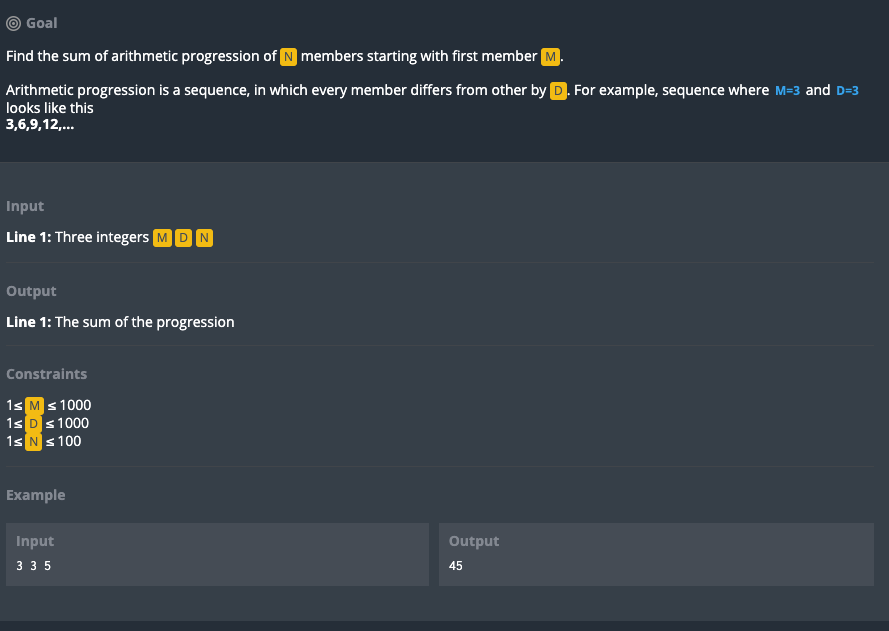 Goal
Find the sum of arithmetic progression of N members starting with first member M.
Arithmetic progression is a sequence, in which every member differs from other by D. For example, sequence where M=3 and D=3
looks like this
3,6,9,12,...
Input
Line 1: Three integers M D N
Output
Line 1: The sum of the progression
Constraints
1≤ M ≤ 1000
1≤ D ≤ 1000
1≤ N ≤ 100
Example
Input
3 3 5
Output
45